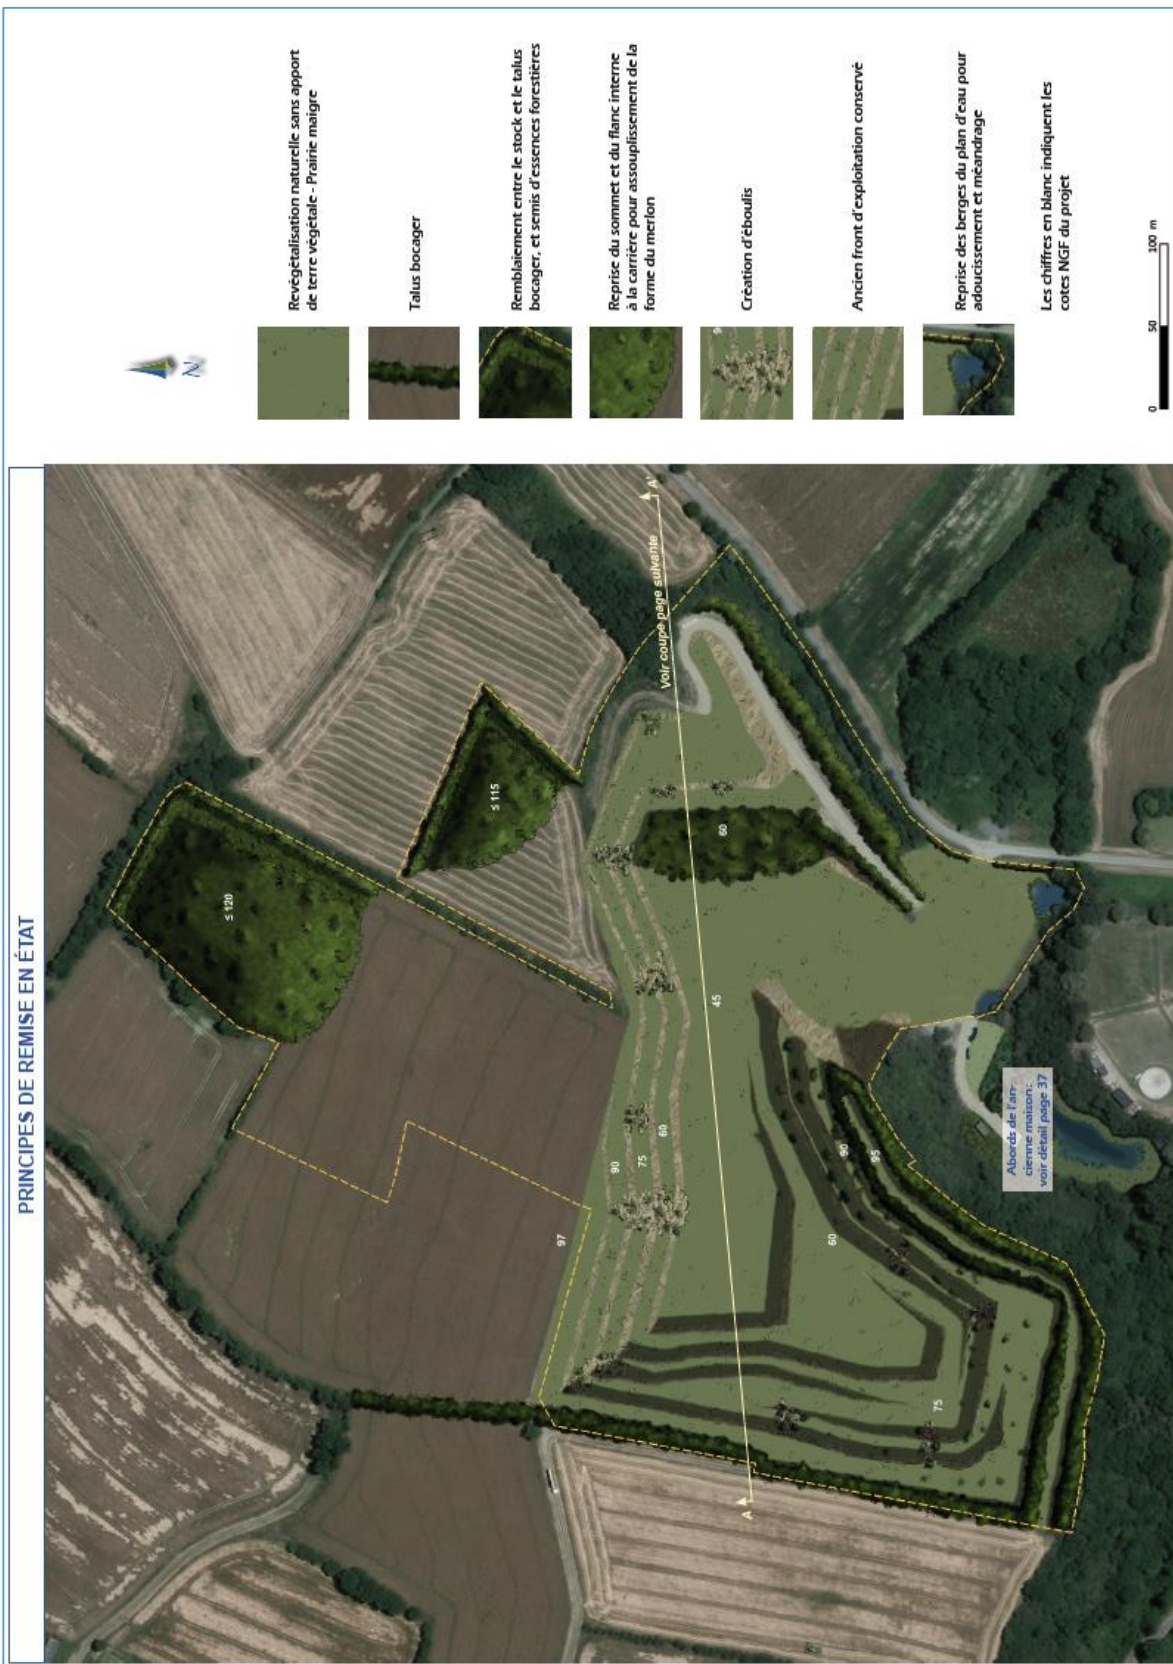 PRINCIPES DE REMISE EN ÉTAT
≤ 120
≤ 115
97
90
75
60
45
60
60
90
95
75
A
A'
Voir coupe page suivante
Abords de l'an-
cienne maison:
voir détail page 37
N
Revégétalisation naturelle sans apport
de terre végétale - Prairie maigre
Talus bocager
Remblaiement entre le stock et le talus
bocager, et semis d'essences forestières
Reprise du sommet et du flanc interne
à la carrière pour assouplissement de la
forme du merlon
Création d'éboulis
Ancien front d'exploitation conservé
Reprise des berges du plan d'eau pour
adoucissement et méandrage
Les chiffres en blanc indiquent les
cotes NGF du projet
0 50 100 m